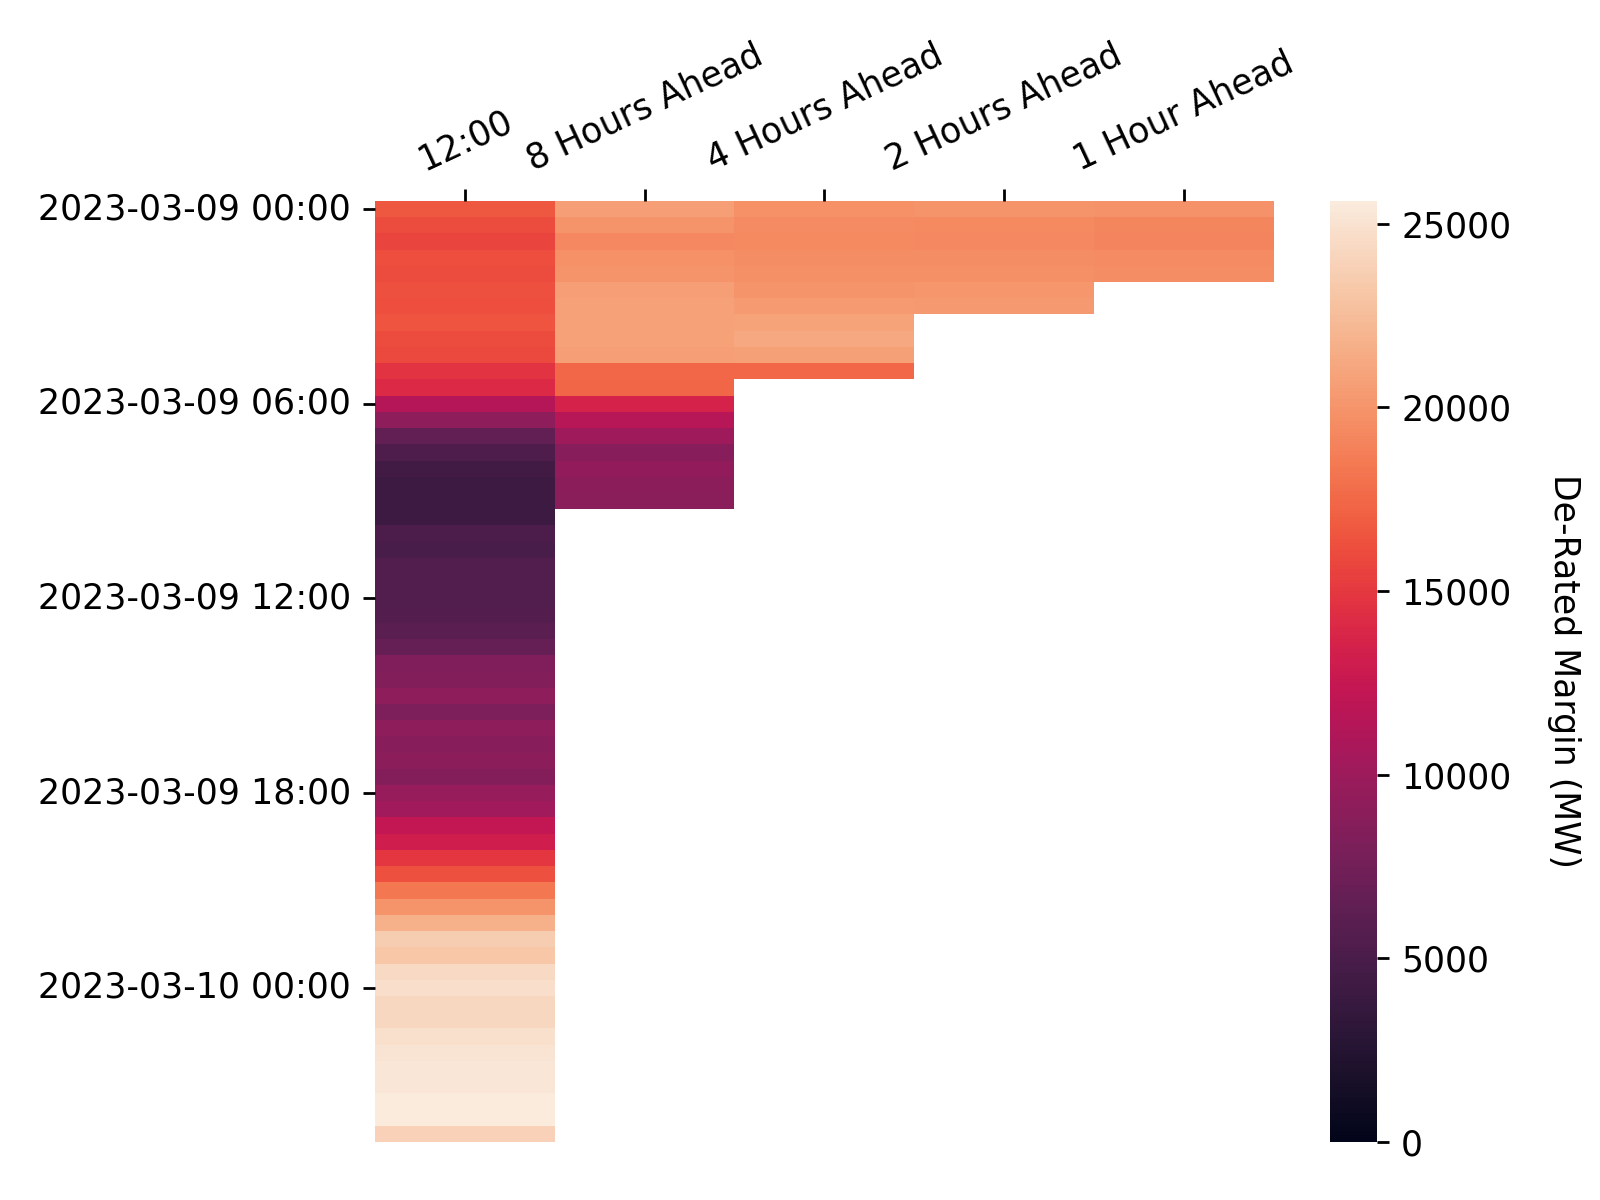 12:00
8 Hours Ahead
4 Hours Ahead
2 Hours Ahead
1 Hour Ahead
2023-03-09 00:00
2023-03-09 06:00
2023-03-09 12:00
2023-03-09 18:00
2023-03-10 00:00
25000
20000
15000
10000
5000
0
De-Rated Margin (MW)